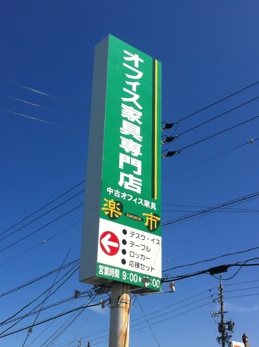 オフィス家具専門店
中古オフィス家具
楽市
デスク・イス
テーブル
ロッカー
応接セット
営業時間 9:00